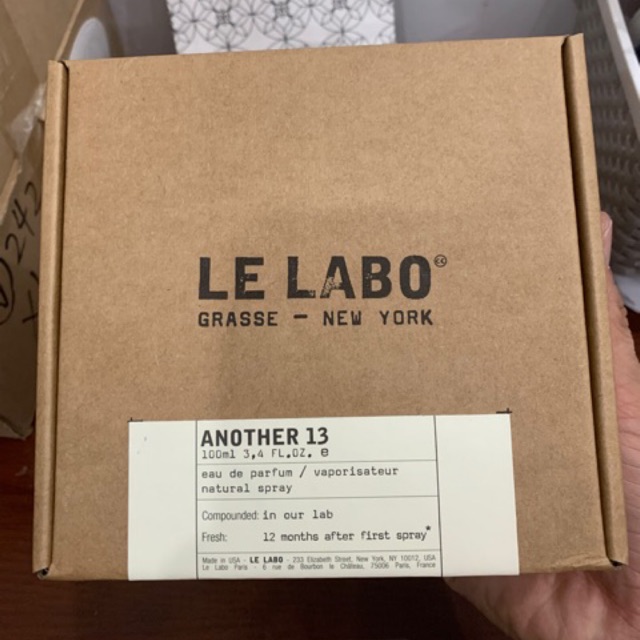 LE LABO
GRASSE — NEW YORK
ANOTHER 13
100ml 3,4 FL.OZ. e
eau de parfum / vaporisateur
natural spray
Compounded: in our lab
Fresh: 12 months after first spray*
Made in USA - LE LABO - 233 Elizabeth Street, New York, NY 10012, USA
Le Labo Paris - 6 rue de Bourbon le Château, 75006 Paris, France
242